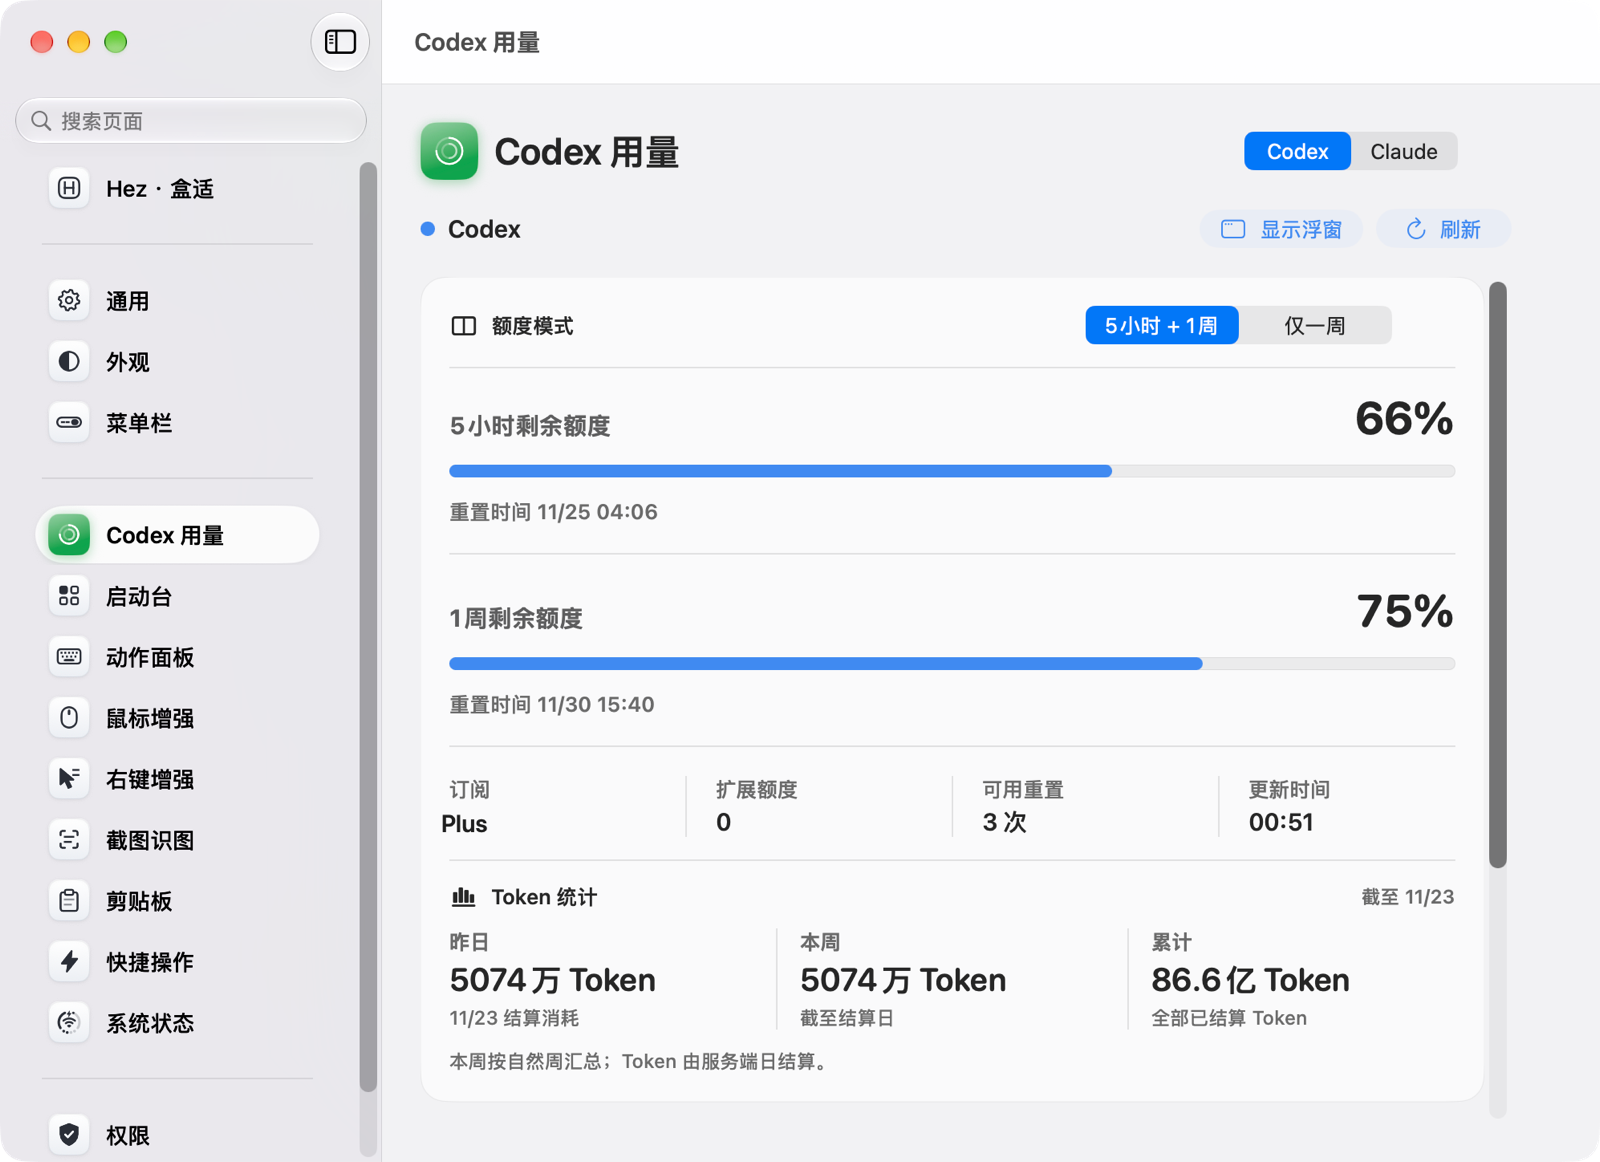 搜索页面
Hez · 盒适
通用
外观
菜单栏
Codex 用量
启动台
动作面板
鼠标增强
右键增强
截图识图
剪贴板
快捷操作
系统状态
权限
Codex 用量
Codex 用量
Codex
Claude
Codex
显示浮窗
刷新
额度模式
5小时 + 1周
仅一周
5小时剩余额度
66%
重置时间 11/25 04:06
1周剩余额度
75%
重置时间 11/30 15:40
订阅
Plus
扩展额度
0
可用重置
3 次
更新时间
00:51
Token 统计
截至 11/23
昨日
5074万 Token
11/23 结算消耗
本周
5074万 Token
截至结算日
累计
86.6亿 Token
全部已结算 Token
本周按自然周汇总；Token 由服务端日结算。